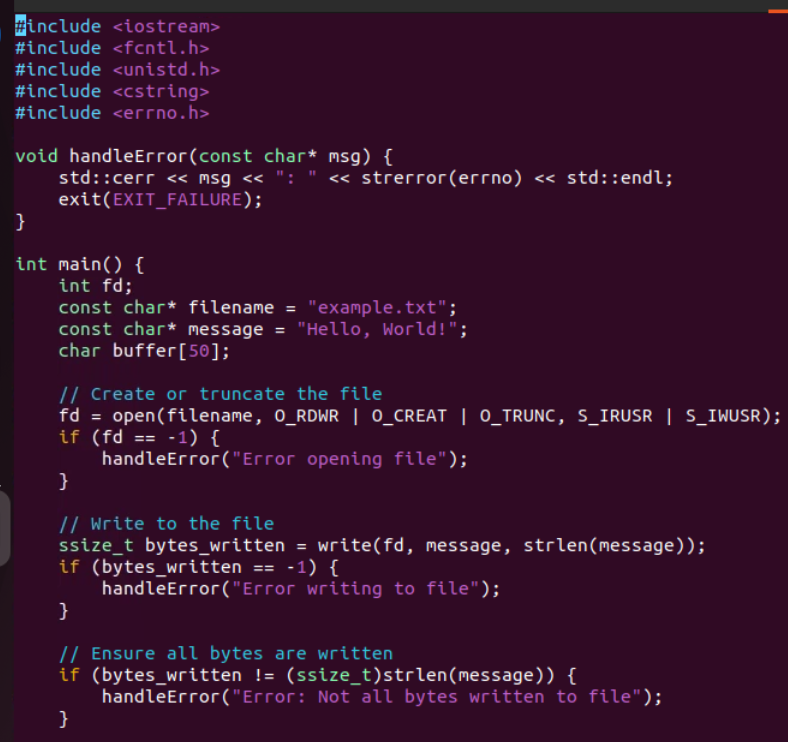 #include <iostream>
#include <fcntl.h>
#include <unistd.h>
#include <cstring>
#include <errno.h>

void handleError(const char* msg) {
    std::cerr << msg << ": " << strerror(errno) << std::endl;
    exit(EXIT_FAILURE);
}

int main() {
    int fd;
    const char* filename = "example.txt";
    const char* message = "Hello, World!";
    char buffer[50];

    // Create or truncate the file
    fd = open(filename, O_RDWR | O_CREAT | O_TRUNC, S_IRUSR | S_IWUSR);
    if (fd == -1) {
        handleError("Error opening file");
    }

    // Write to the file
    ssize_t bytes_written = write(fd, message, strlen(message));
    if (bytes_written == -1) {
        handleError("Error writing to file");
    }

    // Ensure all bytes are written
    if (bytes_written != (ssize_t)strlen(message)) {
        handleError("Error: Not all bytes written to file");
    }